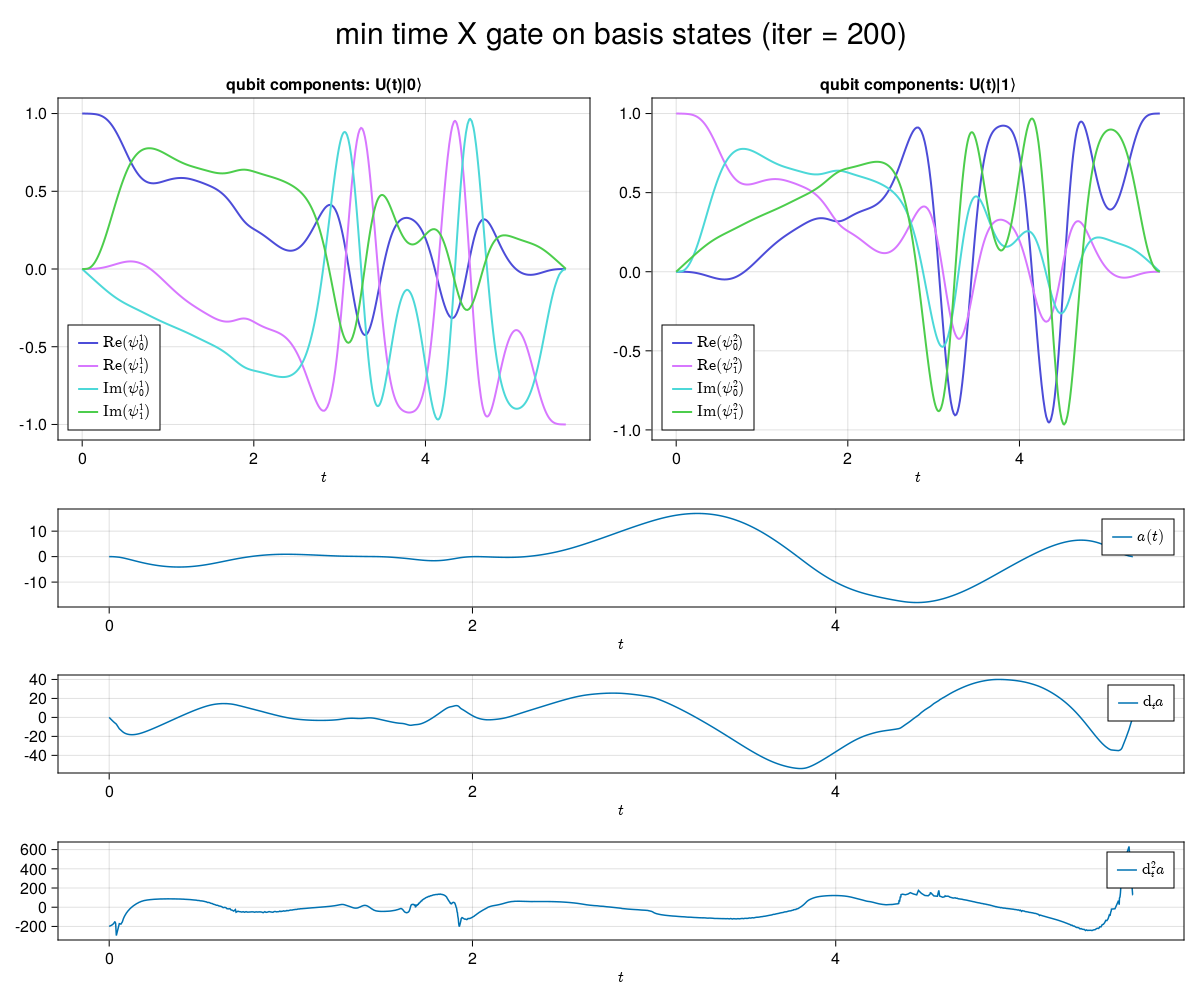 min time X gate on basis states (iter = 200)
qubit components: U(t)|0⟩
1.0
0.5
0.0
-0.5
-1.0
Re(ψ₀¹)
Re(ψ₁¹)
Im(ψ₀¹)
Im(ψ₁¹)
0 2 4
t
qubit components: U(t)|1⟩
1.0
0.5
0.0
-0.5
-1.0
Re(ψ₀²)
Re(ψ₁²)
Im(ψ₀²)
Im(ψ₁²)
0 2 4
t
10
0
-10
a(t)
0 2 4
t
40
20
0
-20
-40
dₜa
0 2 4
t
600
400
200
0
-200
dₜ²a
0 2 4
t